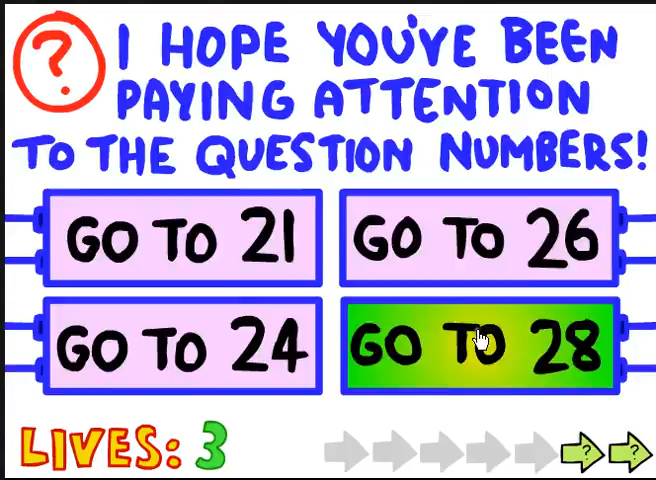 ?
I HOPE YOU'VE BEEN
PAYING ATTENTION
TO THE QUESTION NUMBERS!
GO TO 21
GO TO 26
GO TO 24
GO TO 28
LIVES: 3
? ?